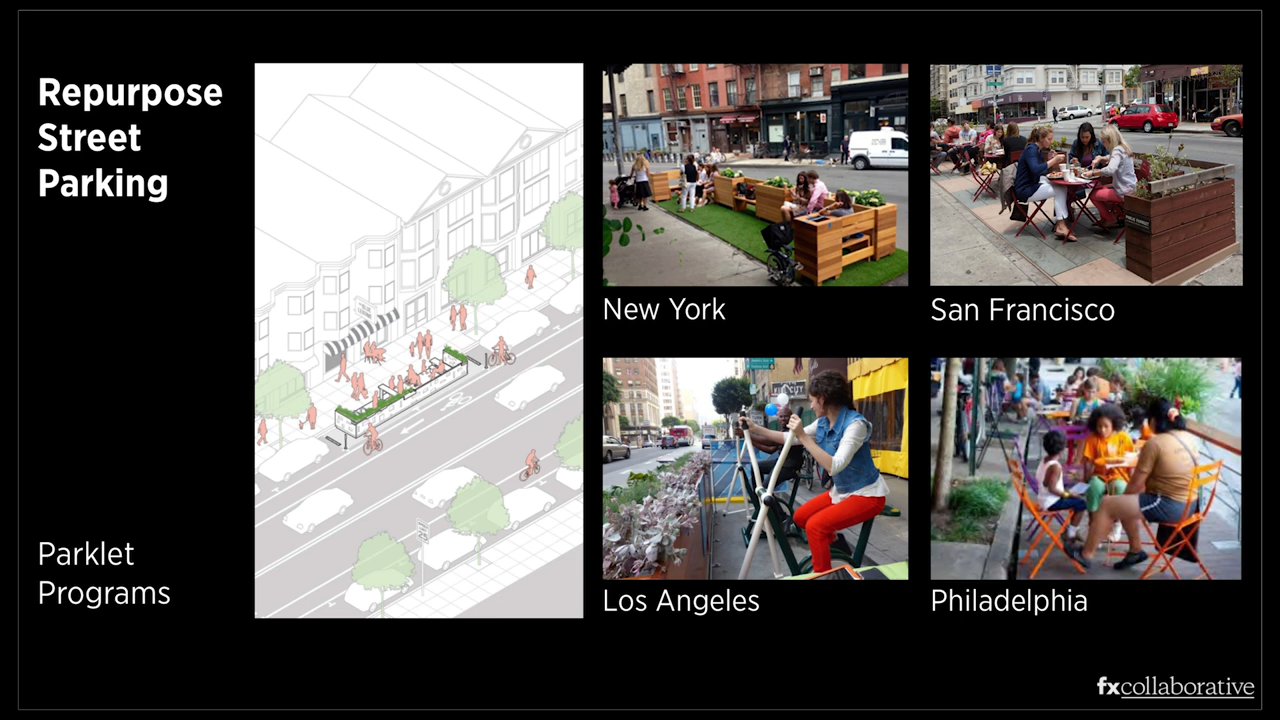 Repurpose
Street
Parking
Parklet
Programs
New York
San Francisco
Los Angeles
Philadelphia
fxcollaborative